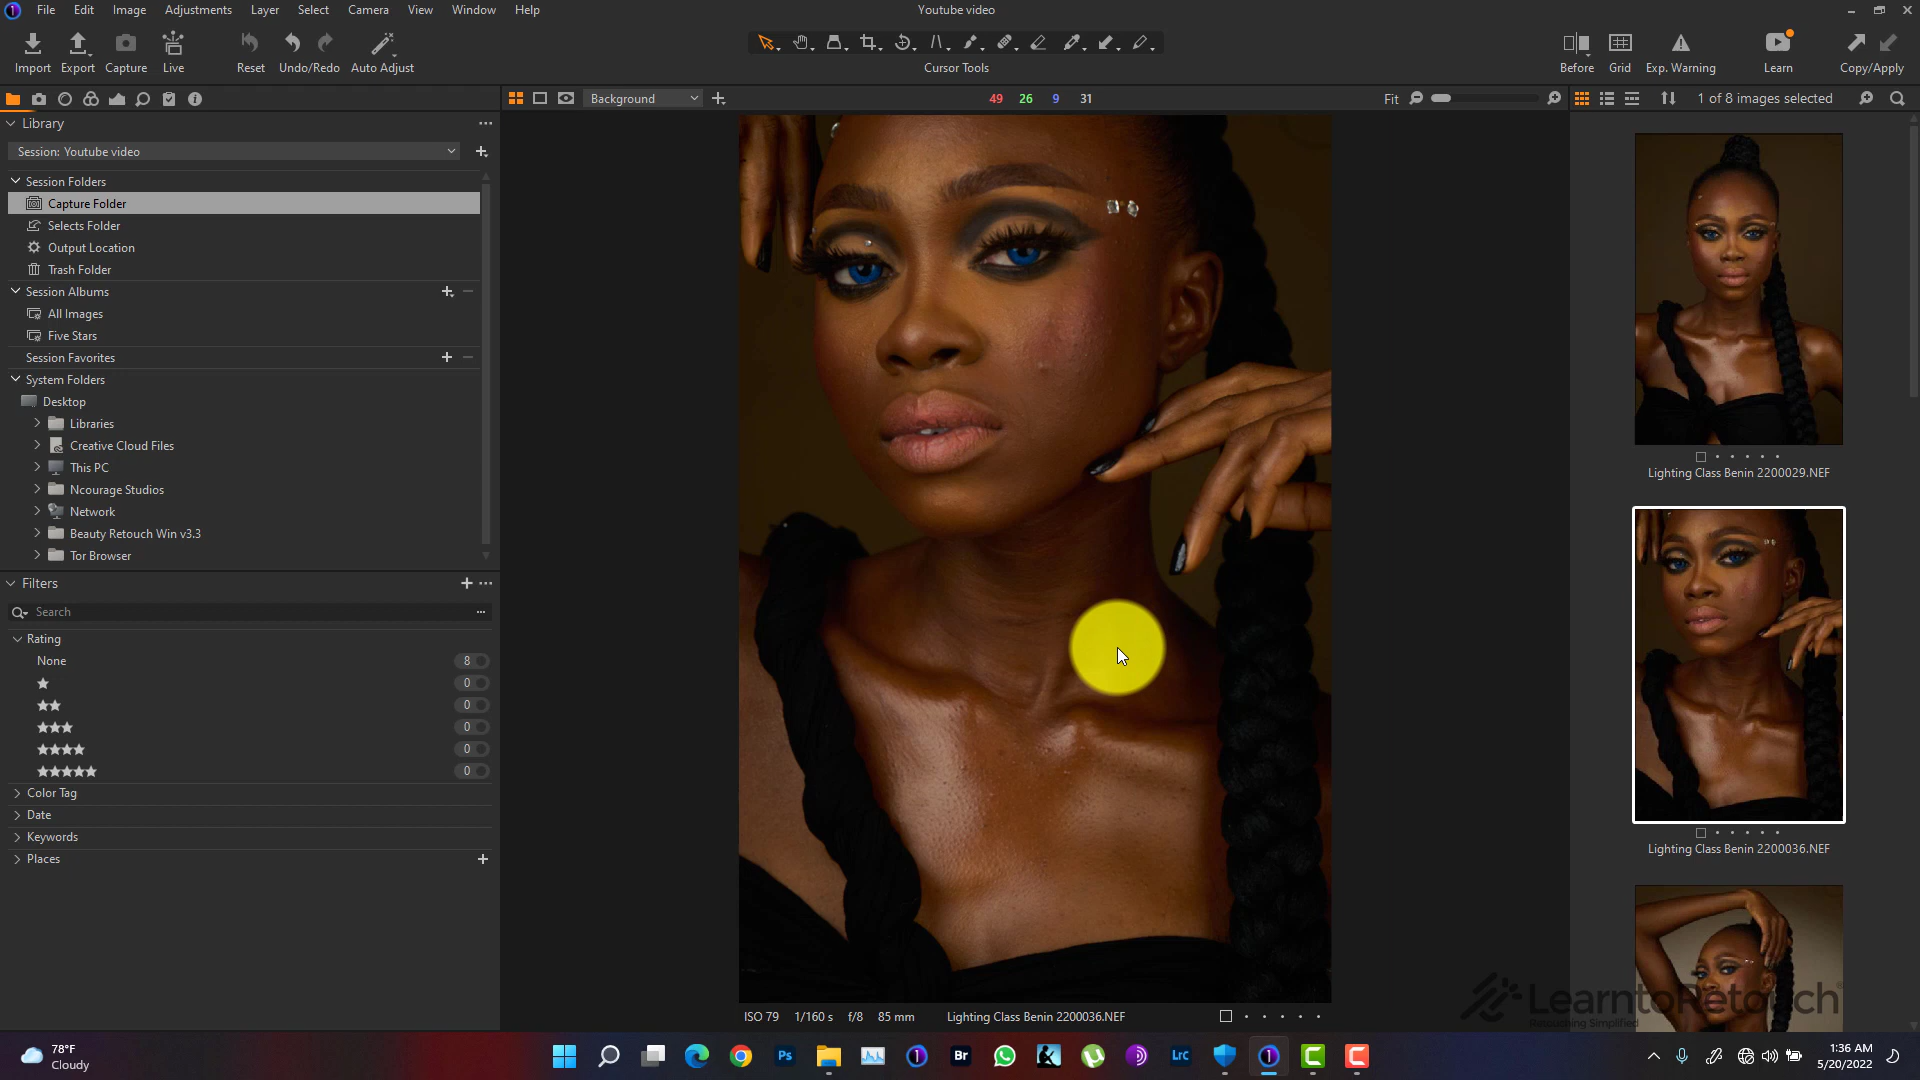 File Edit Image Adjustments Layer Select Camera View Window Help
Youtube video
Import Export Capture Live Reset Undo/Redo Auto Adjust
Cursor Tools
Before Grid Exp. Warning Learn Copy/Apply
Background
49 26 9 31
Fit
1 of 8 images selected
Library
Session: Youtube video
Session Folders
Capture Folder
Selects Folder
Output Location
Trash Folder
Session Albums
All Images
Five Stars
Session Favorites
System Folders
Desktop
Libraries
Creative Cloud Files
This PC
Ncourage Studios
Network
Beauty Retouch Win v3.3
Tor Browser
Filters
Search
Rating
None 8
0
0
0
0
0
Color Tag
Date
Keywords
Places
Lighting Class Benin 2200029.NEF
Lighting Class Benin 2200036.NEF
LearntoRetouch
Retouching Simplified
ISO 79 1/160 s f/8 85 mm Lighting Class Benin 2200036.NEF
78°F
Cloudy
Ps
Br
Lrc
1:36 AM
5/20/2022